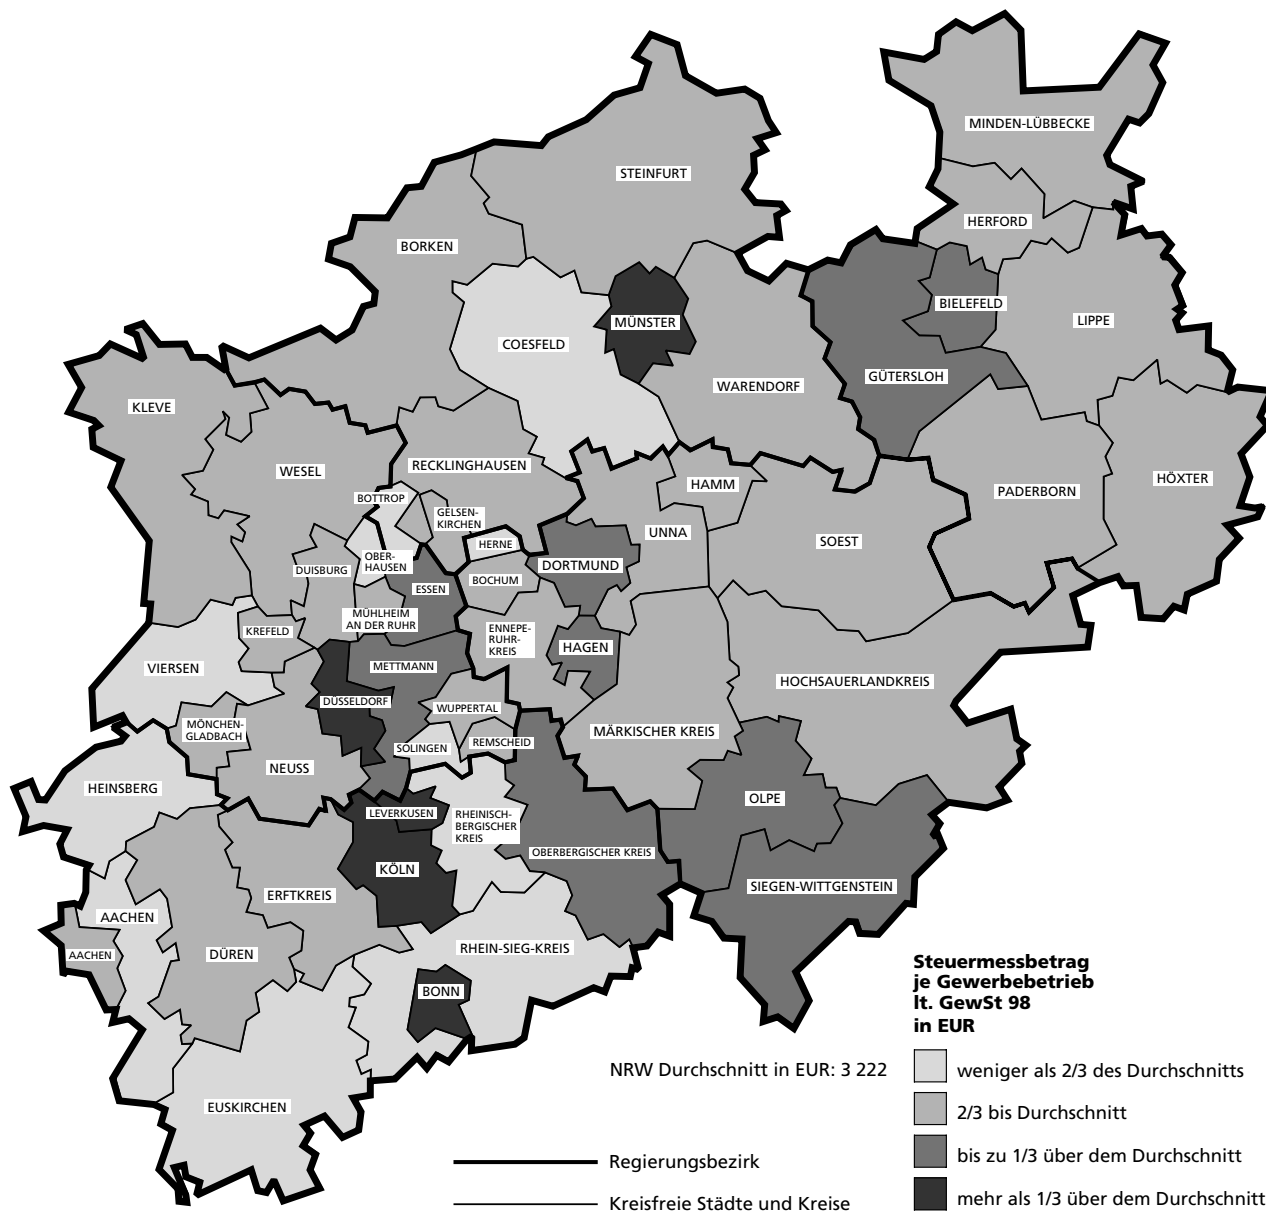 MINDEN-LÜBBECKE
STEINFURT
HERFORD
BORKEN
BIELEFELD
MÜNSTER
LIPPE
COESFELD
GÜTERSLOH
WARENDORF
KLEVE
RECKLINGHAUSEN
WESEL
HÖXTER
HAMM
PADERBORN
BOTTROP
GELSEN-
KIRCHEN
UNNA
SOEST
HERNE
OBER-
HAUSEN
DORTMUND
DUISBURG
BOCHUM
ESSEN
MÜHLHEIM
AN DER RUHR
KREFELD
ENNEPE-
RUHR-
KREIS
HAGEN
METTMANN
VIERSEN
HOCHSAUERLANDKREIS
DÜSSELDORF
WUPPERTAL
MÖNCHEN-
GLADBACH
MÄRKISCHER KREIS
REMSCHEID
SOLINGEN
NEUSS
HEINSBERG
OLPE
LEVERKUSEN
RHEINISCH-
BERGISCHER
KREIS
OBERBERGISCHER KREIS
KÖLN
SIEGEN-WITTGENSTEIN
ERFTKREIS
AACHEN
RHEIN-SIEG-KREIS
AACHEN
DÜREN
BONN
EUSKIRCHEN
Steuermessbetrag
je Gewerbebetrieb
lt. GewSt 98
in EUR
NRW Durchschnitt in EUR: 3 222
weniger als 2/3 des Durchschnitts
2/3 bis Durchschnitt
bis zu 1/3 über dem Durchschnitt
mehr als 1/3 über dem Durchschnitt
Regierungsbezirk
Kreisfreie Städte und Kreise